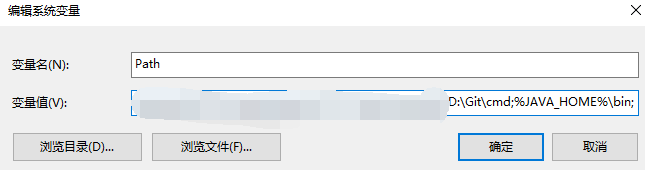 编辑系统变量
变量名(N):
Path
变量值(V):
D:\Git\cmd;%JAVA_HOME%\bin;
浏览目录(D)...
浏览文件(F)...
确定
取消